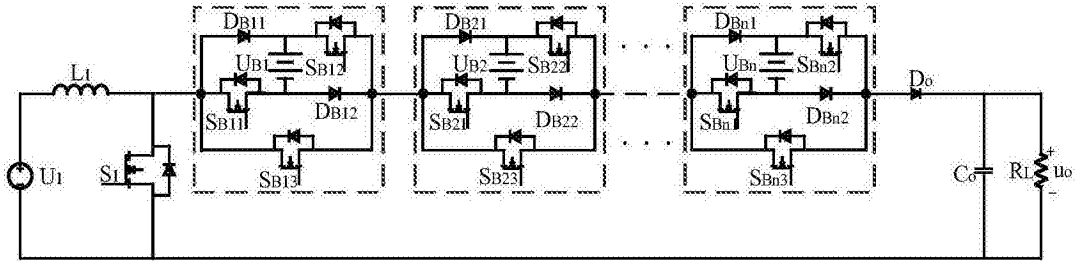 DB11
UB1
SB12
SB11
DB12
SB13
DB21
UB2
SB22
SB21
DB22
SB23
. . .
. . .
DBn1
UBn
SBn2
SBn1
DBn2
SBn3
L1
U1
S1
Do
Co
RL
+
uo
−